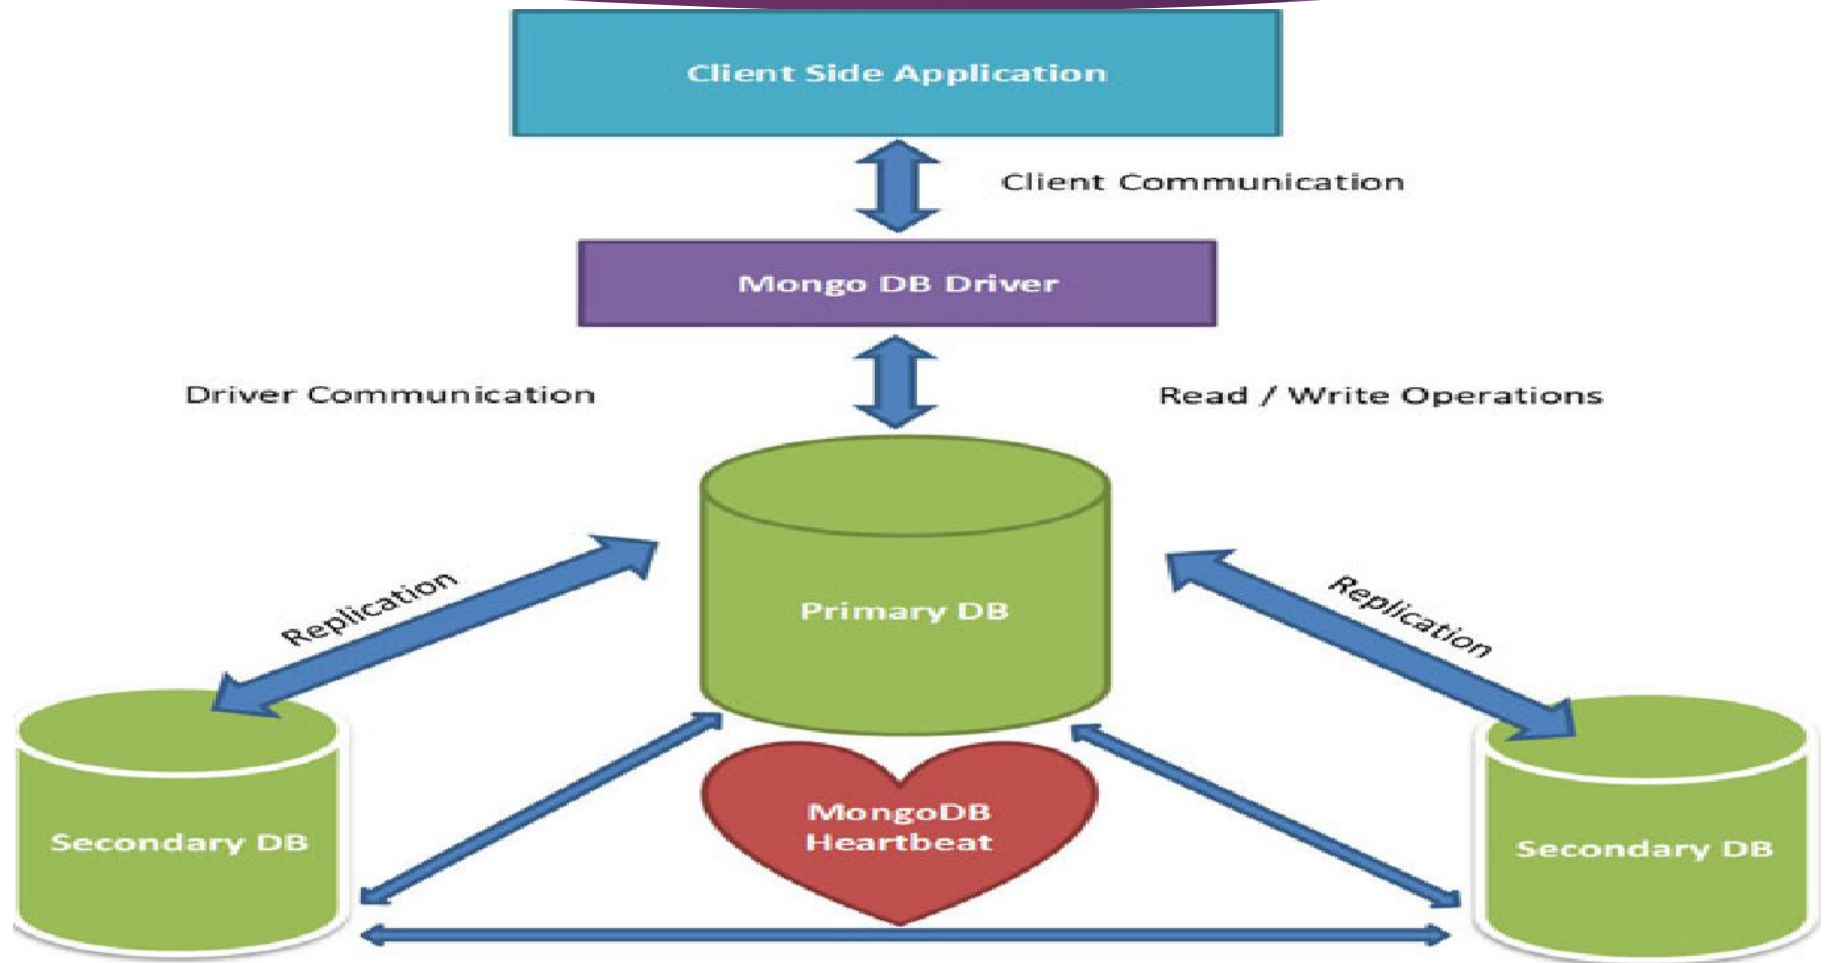 Client Side Application
Client Communication
Mongo DB Driver
Driver Communication
Read / Write Operations
Replication
Replication
Primary DB
MongoDB
Heartbeat
Secondary DB
Secondary DB